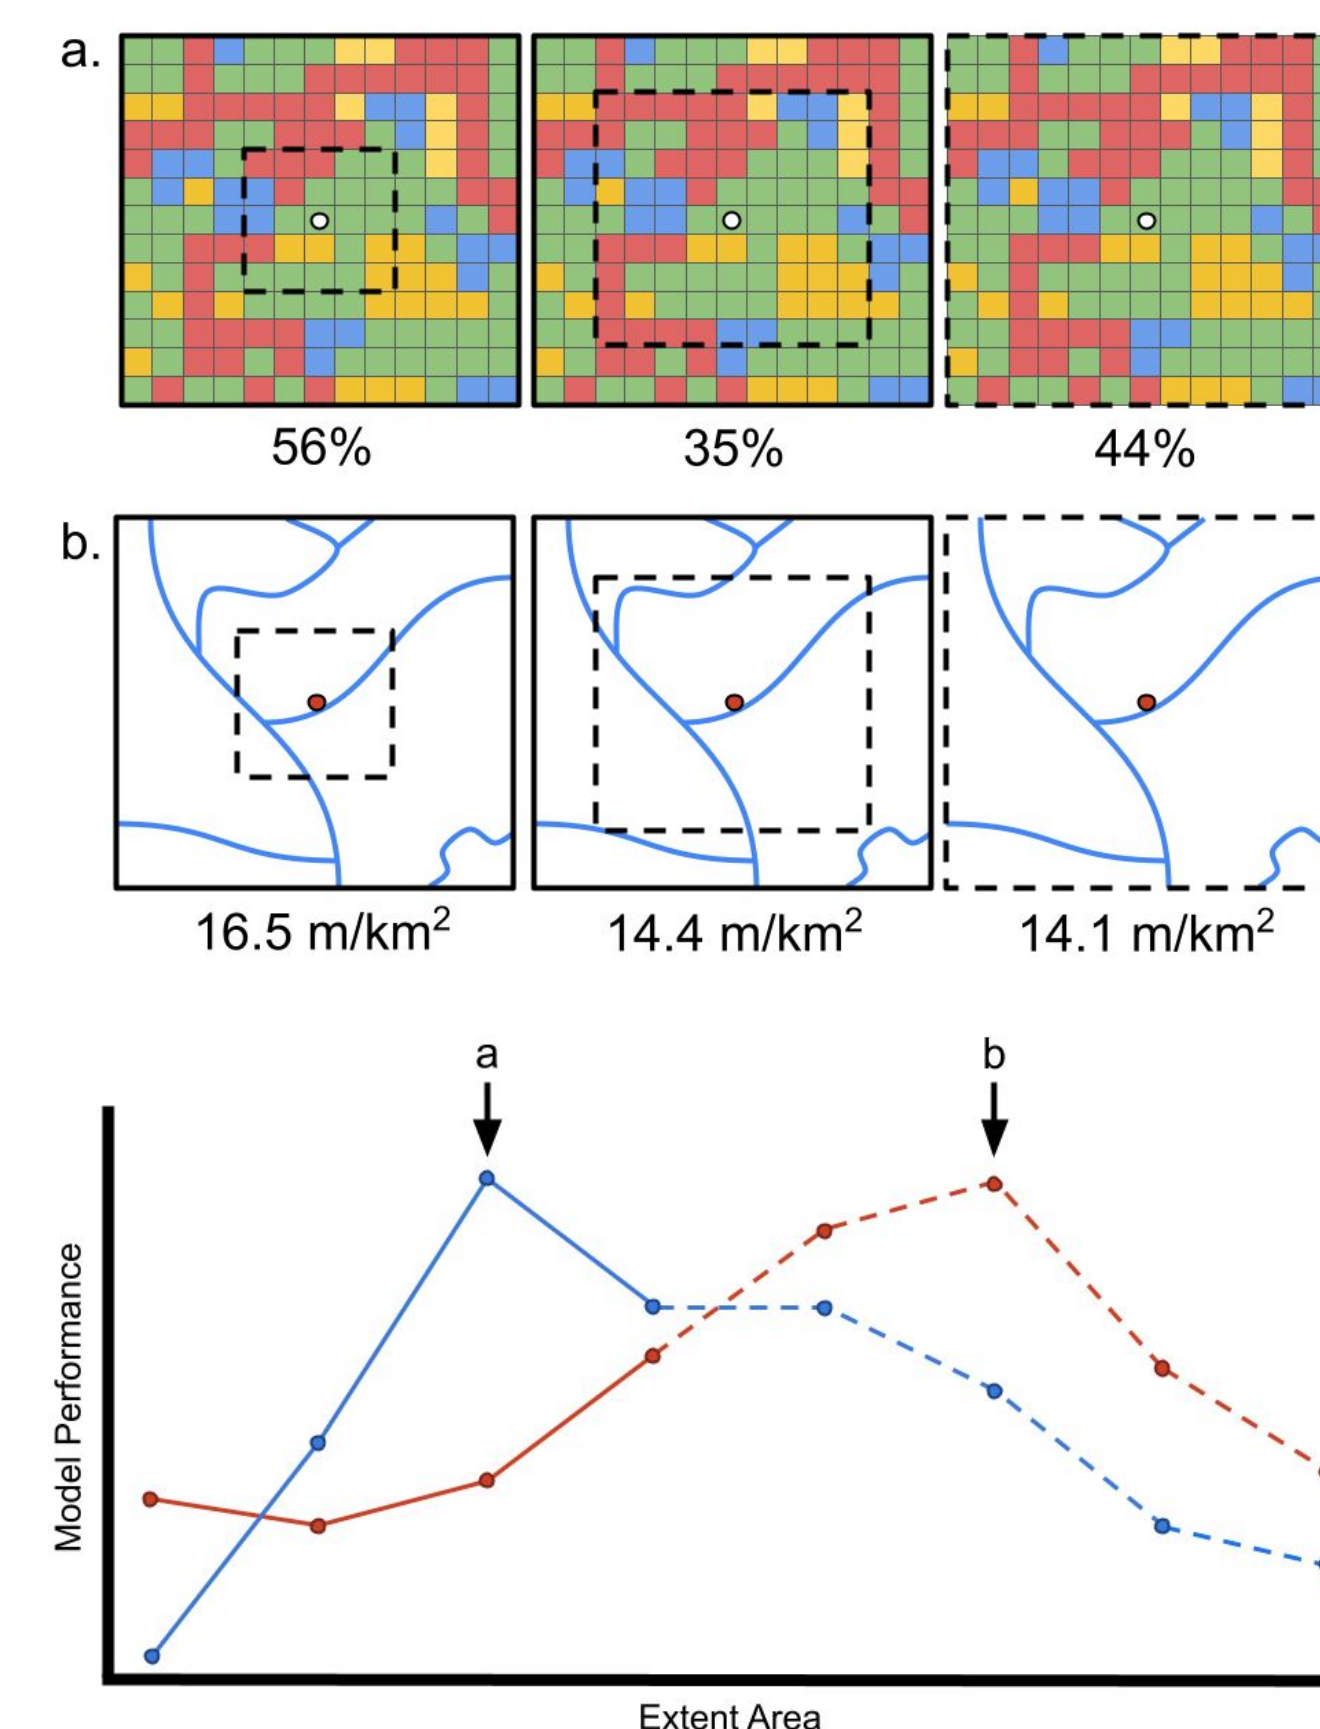 a.
56% 35% 44%
b.
16.5 m/km² 14.4 m/km² 14.1 m/km²
a b
Model Performance
Extent Area